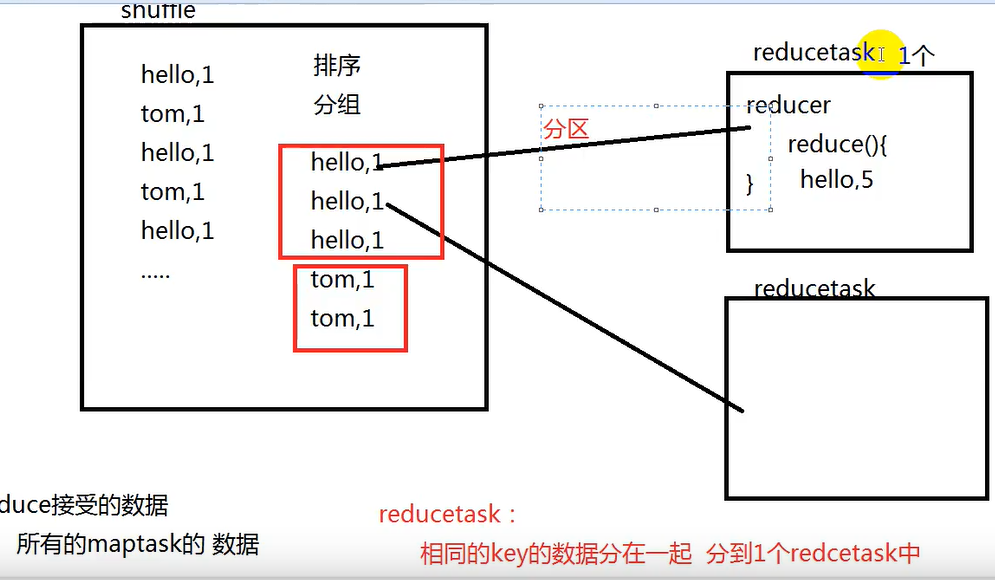 shuffle
hello,1
tom,1
hello,1
tom,1
hello,1
.....
排序
分组
hello,1
hello,1
hello,1
tom,1
tom,1
分区
reducetask 1个
reducer
reduce(){
hello,5
}
reducetask
duce接受的数据
所有的maptask的 数据
reducetask：
相同的key的数据分在一起 分到1个redcetask中